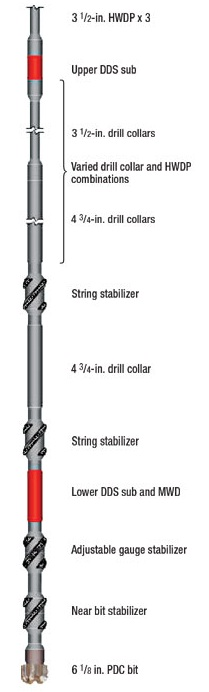 3 1/2-in. HWDP x 3
Upper DDS sub
3 1/2-in. drill collars
Varied drill collar and HWDP
combinations
4 3/4-in. drill collars
String stabilizer
4 3/4-in. drill collar
String stabilizer
Lower DDS sub and MWD
Adjustable gauge stabilizer
Near bit stabilizer
6 1/8 in. PDC bit